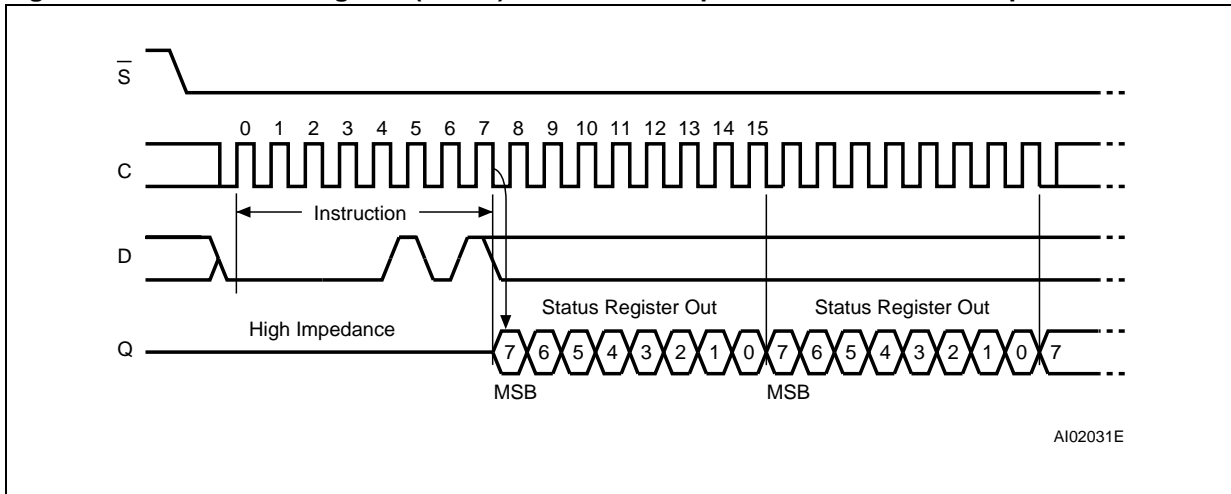 S
0 1 2 3 4 5 6 7 8 9 10 11 12 13 14 15
C
Instruction
D
Status Register Out Status Register Out
High Impedance
Q 7 6 5 4 3 2 1 0 7 6 5 4 3 2 1 0 7
MSB MSB
AI02031E